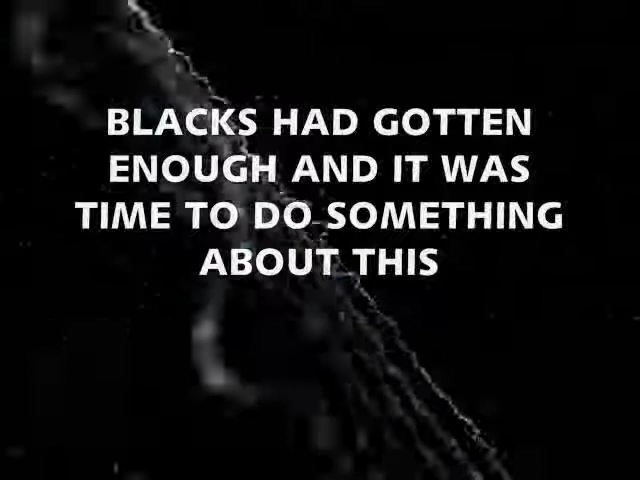 BLACKS HAD GOTTEN
ENOUGH AND IT WAS
TIME TO DO SOMETHING
ABOUT THIS